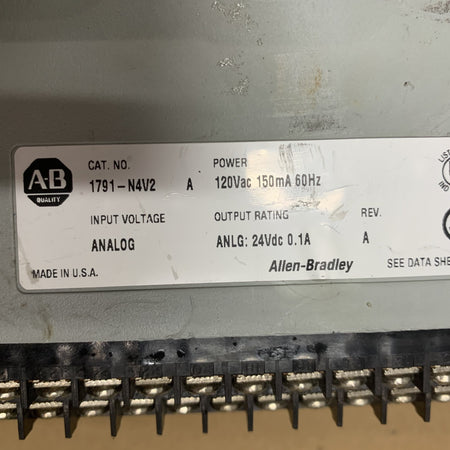 A-B
QUALITY
CAT. NO.
1791-N4V2 A
POWER
120Vac 150mA 60Hz
INPUT VOLTAGE
ANALOG
OUTPUT RATING
ANLG: 24Vdc 0.1A
REV.
A
MADE IN U.S.A.
Allen-Bradley
SEE DATA SHE